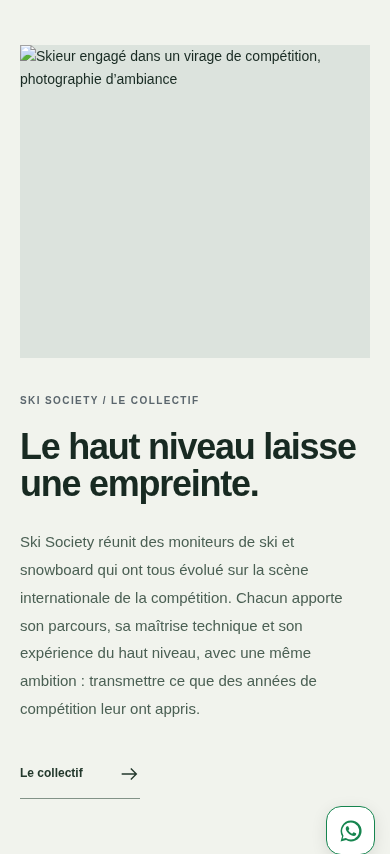 Skieur engagé dans un virage de compétition,
photographie d’ambiance
SKI SOCIETY / LE COLLECTIF
Le haut niveau laisse
une empreinte.
Ski Society réunit des moniteurs de ski et
snowboard qui ont tous évolué sur la scène
internationale de la compétition. Chacun apporte
son parcours, sa maîtrise technique et son
expérience du haut niveau, avec une même
ambition : transmettre ce que des années de
compétition leur ont appris.
Le collectif